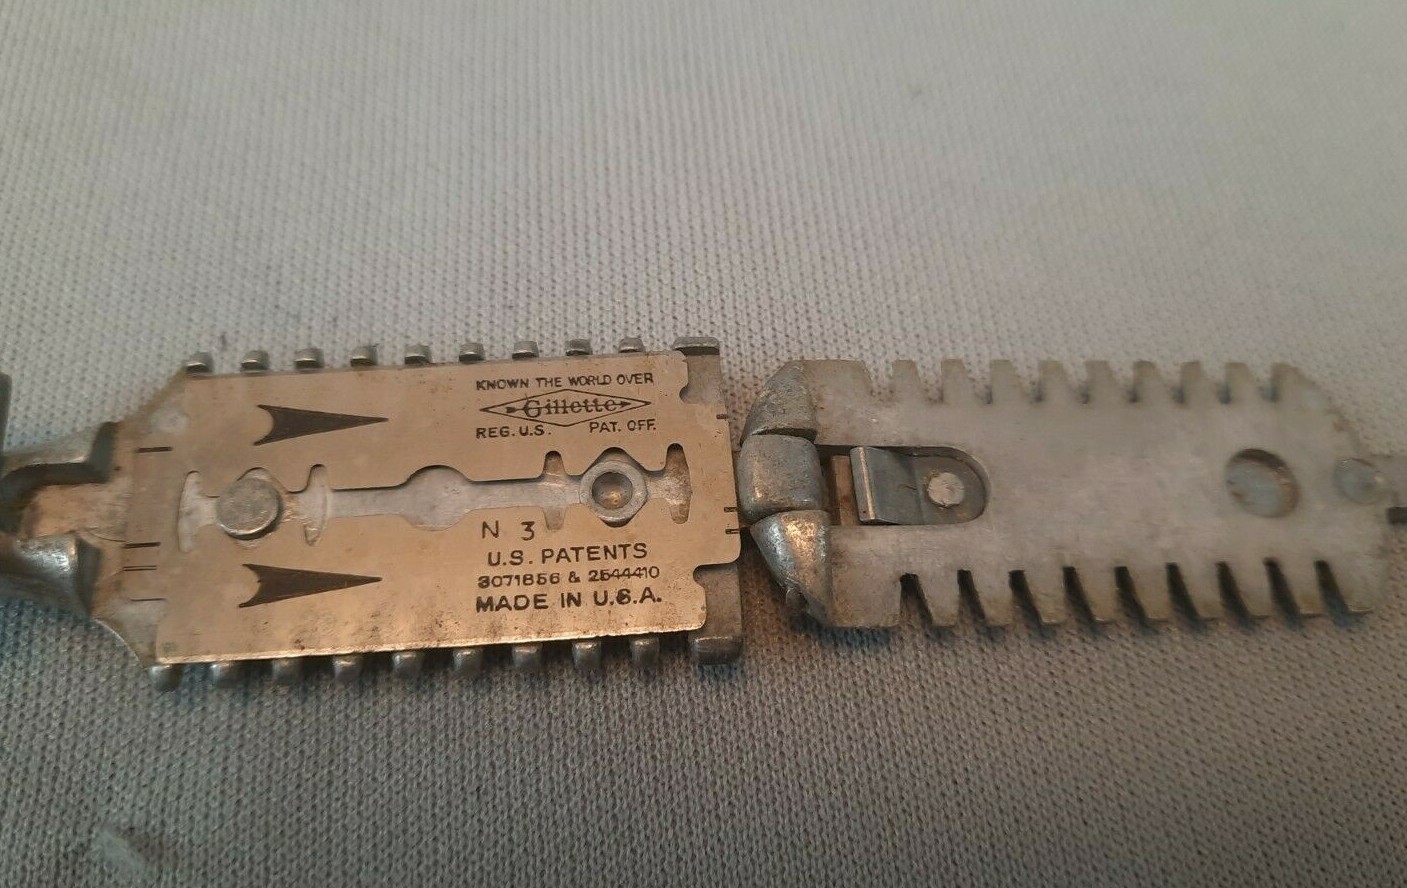 KNOWN THE WORLD OVER
Gillette
REG. U.S. PAT. OFF.
N 3
U.S. PATENTS
3071856 & 2544410
MADE IN U.S.A.